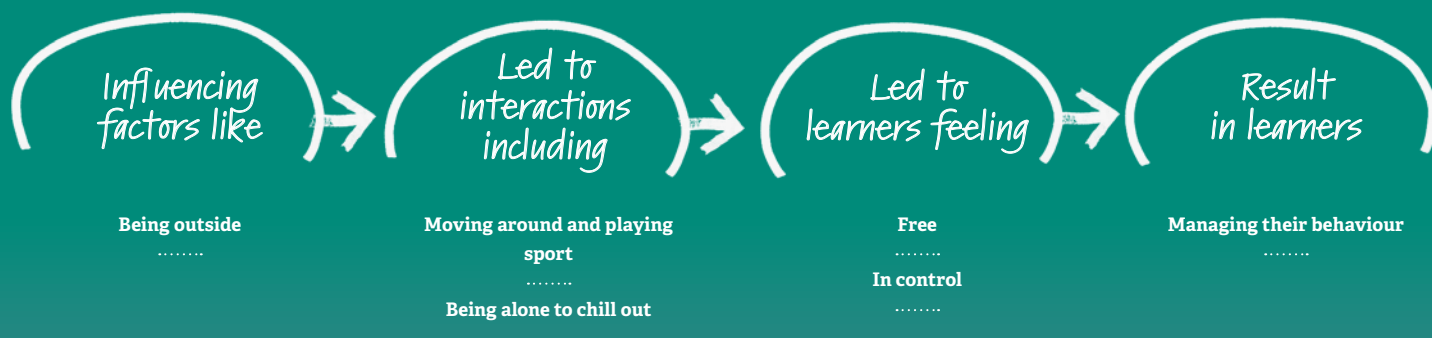 Influencing
factors like
Led to
interactions
including
Led to
learners feeling
Result
in learners
Being outside
........
Moving around and playing
sport
........
Being alone to chill out
Free
........
In control
........
Managing their behaviour
........